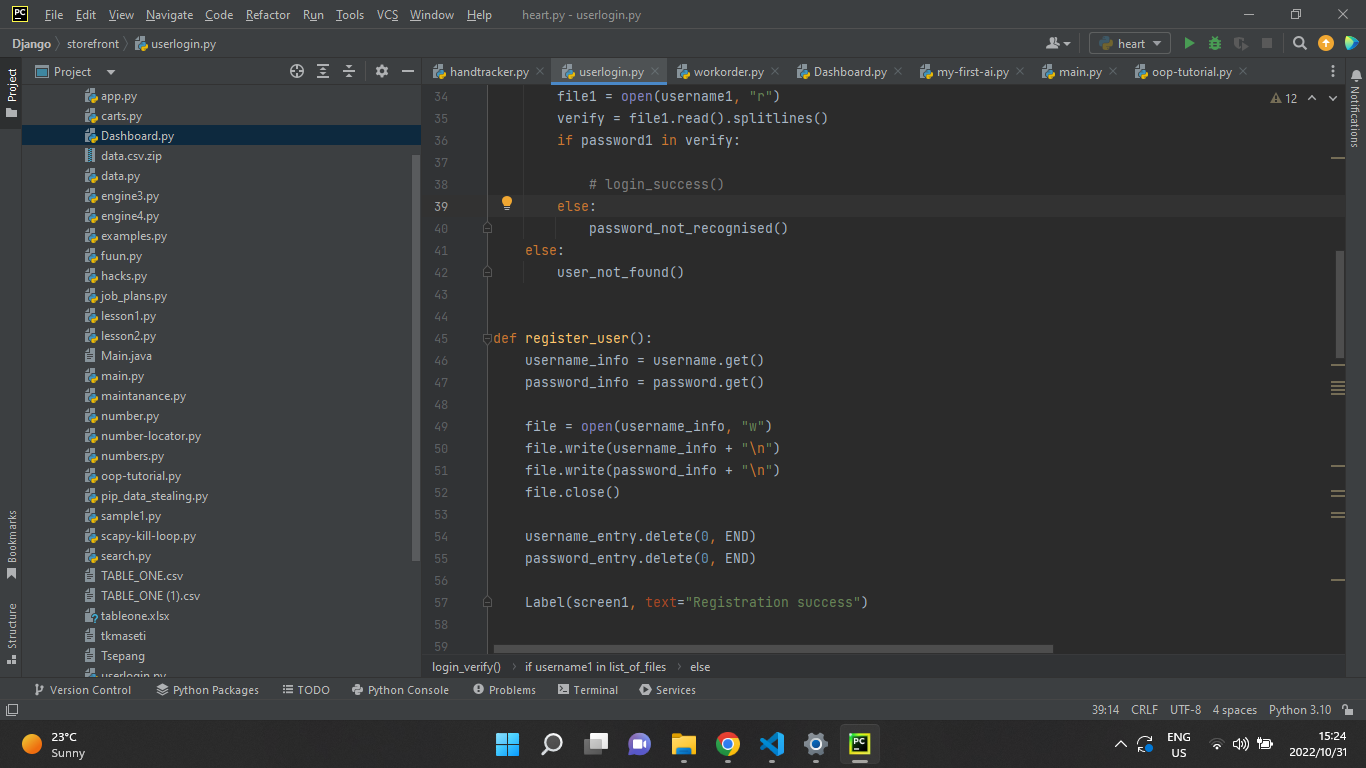 PC File Edit View Navigate Code Refactor Run Tools VCS Window Help heart.py - userlogin.py
Django storefront userlogin.py heart
Project
Project
handtracker.py userlogin.py workorder.py Dashboard.py my-first-ai.py main.py oop-tutorial.py
Notifications
app.py
carts.py
Dashboard.py
data.csv.zip
data.py
engine3.py
engine4.py
examples.py
fuun.py
hacks.py
job_plans.py
lesson1.py
lesson2.py
Main.java
main.py
maintanance.py
number.py
number-locator.py
numbers.py
oop-tutorial.py
pip_data_stealing.py
sample1.py
scapy-kill-loop.py
search.py
TABLE_ONE.csv
TABLE_ONE (1).csv
tableone.xlsx
tkmaseti
Tsepang
userlogin.py
Bookmarks
Structure
12
34 file1 = open(username1, "r")
35 verify = file1.read().splitlines()
36 if password1 in verify:
37
38 # login_success()
39 else:
40 password_not_recognised()
41 else:
42 user_not_found()
43
44
45 def register_user():
46 username_info = username.get()
47 password_info = password.get()
48
49 file = open(username_info, "w")
50 file.write(username_info + "\n")
51 file.write(password_info + "\n")
52 file.close()
53
54 username_entry.delete(0, END)
55 password_entry.delete(0, END)
56
57 Label(screen1, text="Registration success")
58
59
login_verify() if username1 in list_of_files else
Version Control Python Packages TODO Python Console Problems Terminal Services
39:14 CRLF UTF-8 4 spaces Python 3.10
23°C
Sunny
PC
ENG
US
15:24
2022/10/31